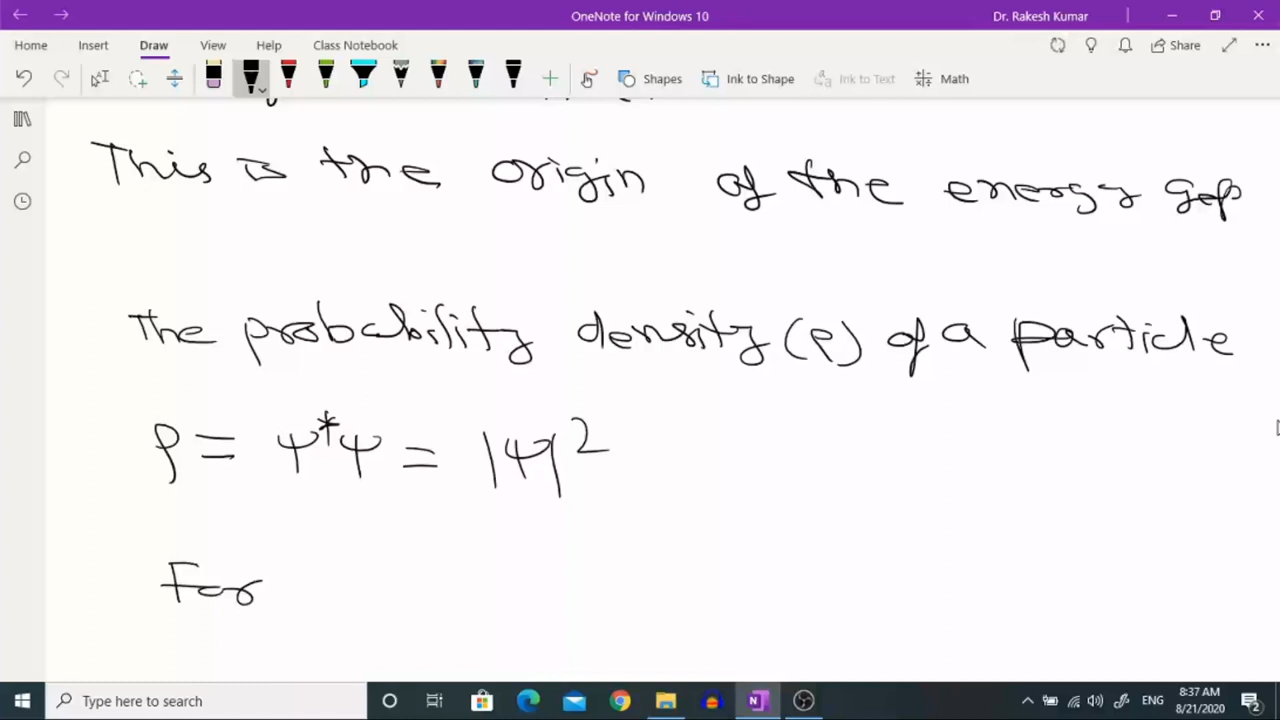 OneNote for Windows 10
Dr. Rakesh Kumar
Home Insert Draw View Help Class Notebook
Share
Shapes Ink to Shape Ink to Text Math
This is the origin of the energy gap
The probability density (ρ) of a particle
ρ = ψ*ψ = |ψ|²
For
Type here to search
ENG
8:37 AM
8/21/2020
2